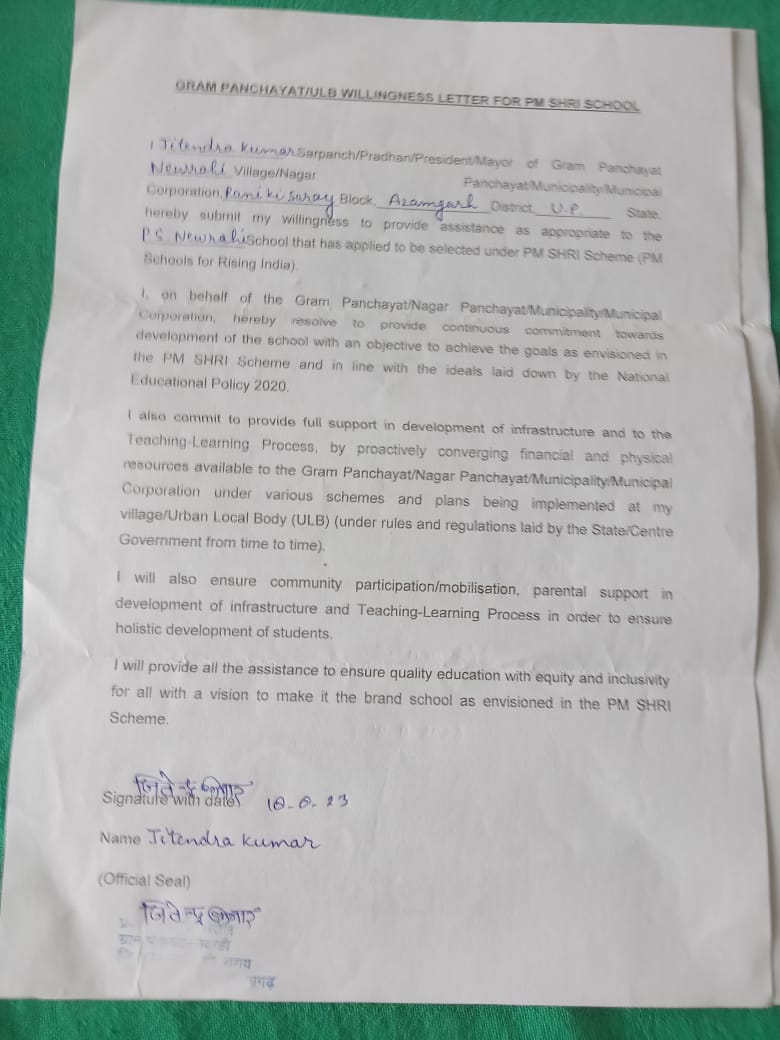 GRAM PANCHAYAT/ULB WILLINGNESS LETTER FOR PM SHRI SCHOOL
I Jitendra Kumar Sarpanch/Pradhan/President/Mayor of Gram Panchayat
Newrahi Village/Nagar Panchayat/Municipality/Municipal
Corporation, Rani ki Saray Block, Azamgarh District, U.P State,
hereby submit my willingness to provide assistance as appropriate to the
P.S. Newrahi School that has applied to be selected under PM SHRI Scheme (PM
Schools for Rising India).
I, on behalf of the Gram, Panchayat/Nagar Panchayat/Municipality/Municipal
Corporation, hereby resolve to provide continuous commitment towards
development of the school with an objective to achieve the goals as envisioned in
the PM SHRI Scheme and in line with the ideals laid down by the National
Educational Policy 2020.
I also commit to provide full support in development of infrastructure and to the
Teaching-Learning Process, by proactively converging financial and physical
resources available to the Gram Panchayat/Nagar Panchayat/Municipality/Municipal
Corporation under various schemes and plans being implemented at my
village/Urban Local Body (ULB) (under rules and regulations laid by the State/Centre
Government from time to time).
I will also ensure community participation/mobilisation, parental support in
development of infrastructure and Teaching-Learning Process in order to ensure
holistic development of students.
I will provide all the assistance to ensure quality education with equity and inclusivity
for all with a vision to make it the brand school as envisioned in the PM SHRI
Scheme.
जितेन्द्र कुमार
Signature with date
Name Jitendra Kumar
(Official Seal)
जितेन्द्र कुमार
ग्राम